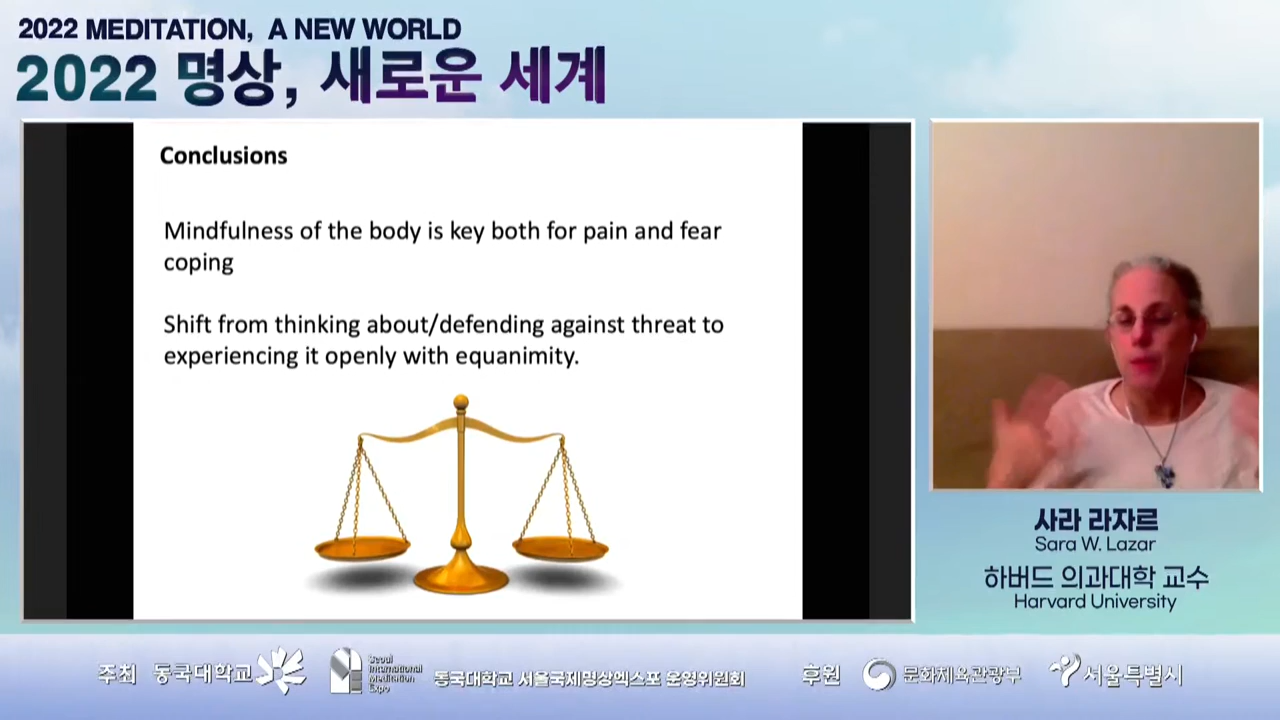 2022 MEDITATION, A NEW WORLD
2022 명상, 새로운 세계
Conclusions
Mindfulness of the body is key both for pain and fear
coping
Shift from thinking about/defending against threat to
experiencing it openly with equanimity.
사라 라자르
Sara W. Lazar
하버드 의과대학 교수
Harvard University
주최 동국대학교
Seoul
International
Meditation
Expo
동국대학교 서울국제명상엑스포 운영위원회
후원 문화체육관광부 서울특별시